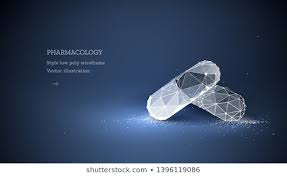 PHARMACOLOGY
Style low poly wireframe
Vector illustration
shutterstock.com • 1396119086